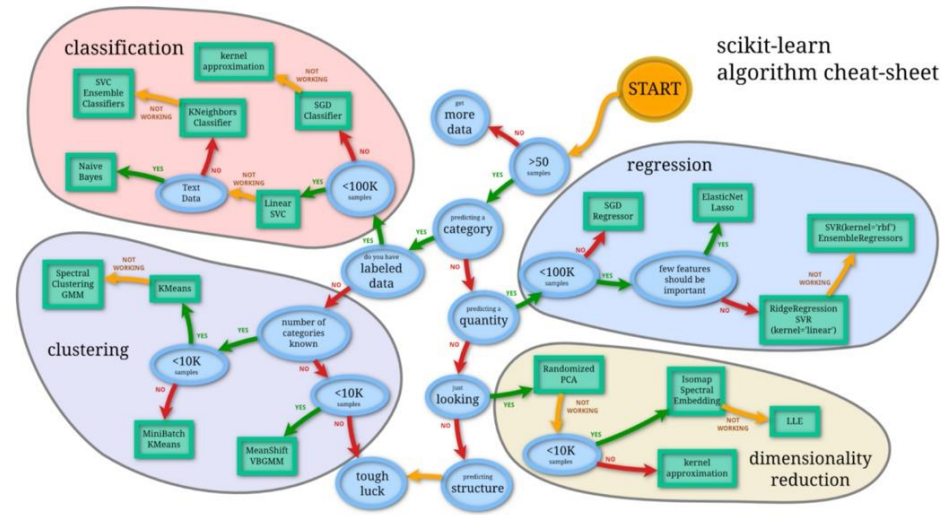 scikit-learn
algorithm cheat-sheet
START
get
more
data
NO
>50
samples
YES
predicting a
category
YES
NO
do you have
labeled
data
YES
NO
predicting a
quantity
YES
NO
just
looking
YES
NO
predicting
structure
tough
luck
classification
kernel
approximation
NOT
WORKING
SVC
Ensemble
Classifiers
NOT
WORKING
KNeighbors
Classifier
SGD
Classifier
NO
NO
Naive
Bayes
YES
Text
Data
NOT
WORKING
Linear
SVC
YES
<100K
samples
regression
SGD
Regressor
NO
<100K
samples
YES
few features
should be
important
YES
ElasticNet
Lasso
NO
RidgeRegression
SVR
(kernel='linear')
NOT
WORKING
SVR(kernel='rbf')
EnsembleRegressors
clustering
Spectral
Clustering
GMM
NOT
WORKING
KMeans
YES
<10K
samples
NO
MiniBatch
KMeans
YES
number of
categories
known
NO
<10K
samples
YES
NO
MeanShift
VBGMM
dimensionality
reduction
Randomized
PCA
NOT
WORKING
<10K
samples
YES
NO
Isomap
Spectral
Embedding
NOT
WORKING
LLE
kernel
approximation